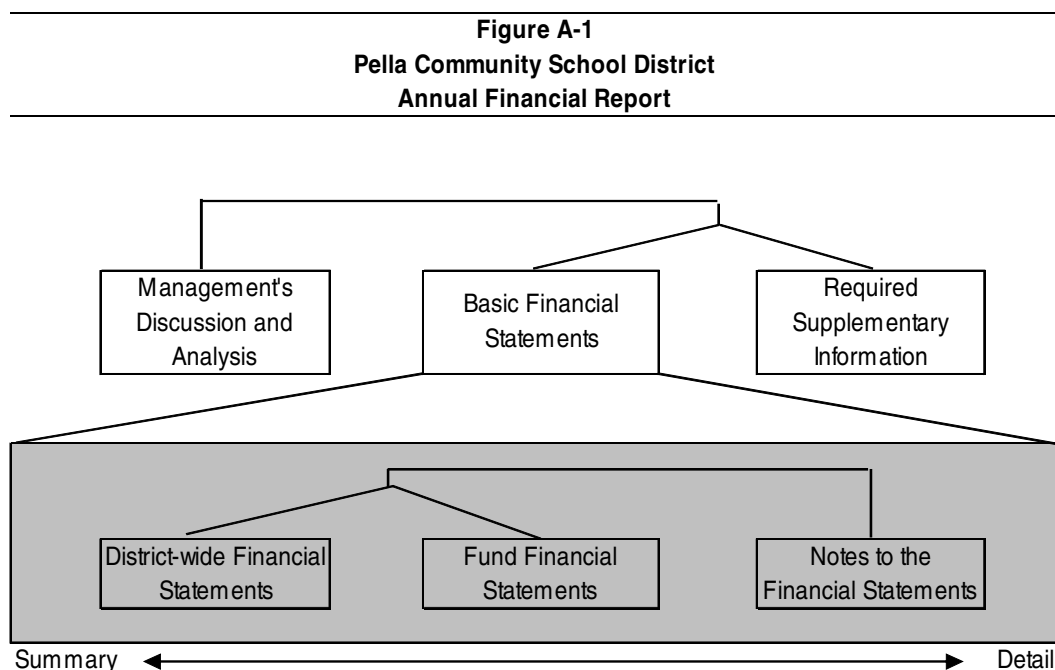 Figure A-1
Pella Community School District
Annual Financial Report
Management's
Discussion and
Analysis
Basic Financial
Statements
Required
Supplementary
Information
District-wide Financial
Statements
Fund Financial
Statements
Notes to the
Financial Statements
Summary
Detail